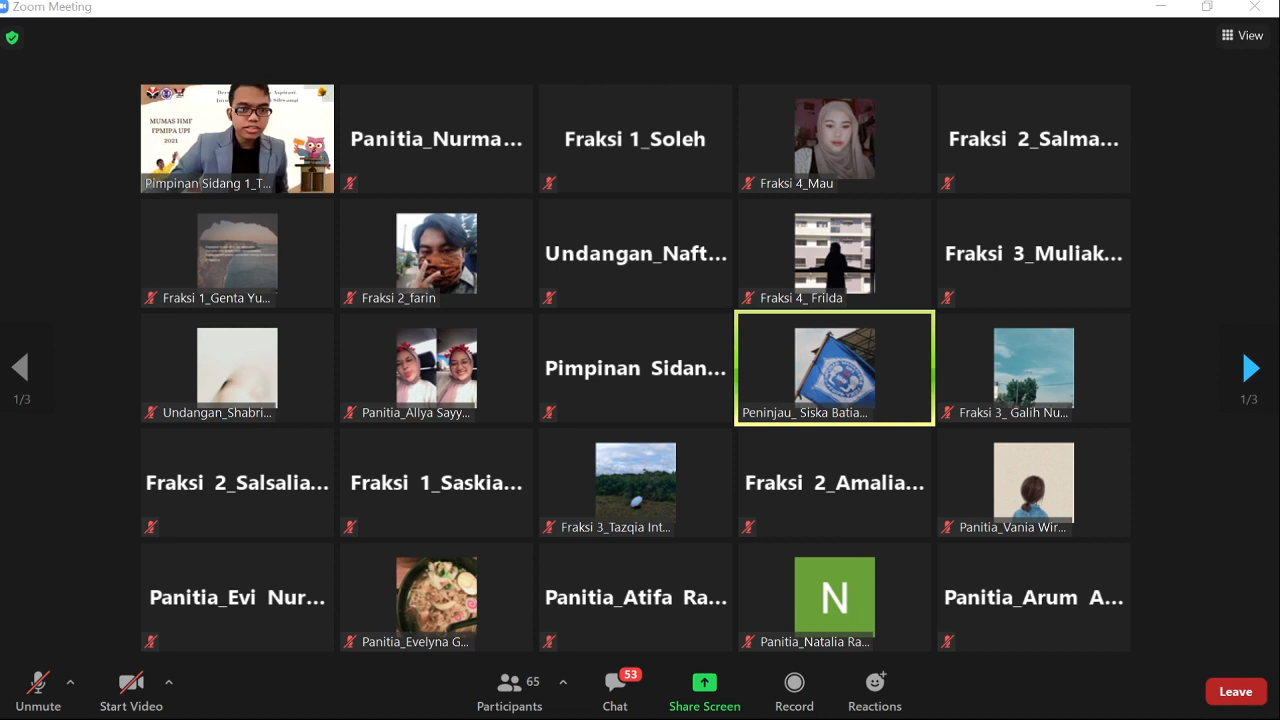 Zoom Meeting
View
MUMAS HMF
FPMIPA UPI
2021
Pimpinan Sidang 1_T...
Panitia_Nurma...
Fraksi 1_Soleh
Fraksi 4_Mau
Fraksi 2_Salma...
Fraksi 1_Genta Yu...
Fraksi 2_farin
Undangan_Naft...
Fraksi 4_ Frilda
Fraksi 3_Muliak...
1/3
Undangan_Shabri...
Panitia_Allya Sayy...
Pimpinan Sidan...
Peninjau_ Siska Batia...
Fraksi 3_ Galih Nu...
1/3
Fraksi 2_Salsalia...
Fraksi 1_Saskia...
Fraksi 3_Tazqia Int...
Fraksi 2_Amalia...
Panitia_Vania Wir...
Panitia_Evi Nur...
Panitia_Evelyna G...
Panitia_Atifa Ra...
N
Panitia_Natalia Ra...
Panitia_Arum A...
Unmute
Start Video
65
Participants
53
Chat
Share Screen
Record
Reactions
Leave